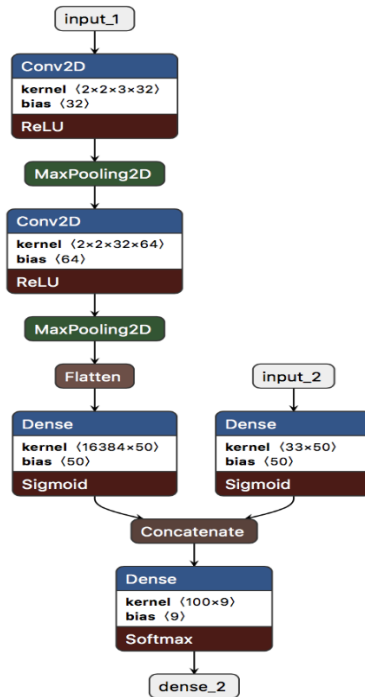 input_1
Conv2D
kernel ⟨2×2×3×32⟩
bias ⟨32⟩
ReLU
MaxPooling2D
Conv2D
kernel ⟨2×2×32×64⟩
bias ⟨64⟩
ReLU
MaxPooling2D
Flatten
input_2
Dense
kernel ⟨16384×50⟩
bias ⟨50⟩
Sigmoid
Dense
kernel ⟨33×50⟩
bias ⟨50⟩
Sigmoid
Concatenate
Dense
kernel ⟨100×9⟩
bias ⟨9⟩
Softmax
dense_2